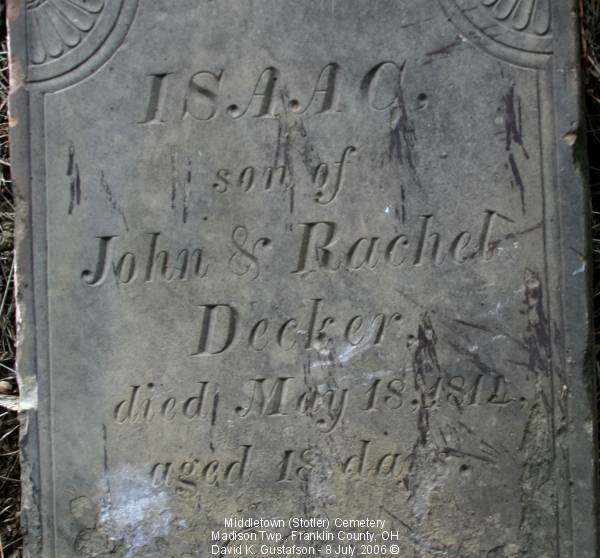 ISAAC.
son of
John & Rachel
Decker,
died May 18, 1814.
aged 18 days.
Middletown (Stotler) Cemetery
Madison Twp., Franklin County, OH
David K. Gustafson - 8 July 2006 ©